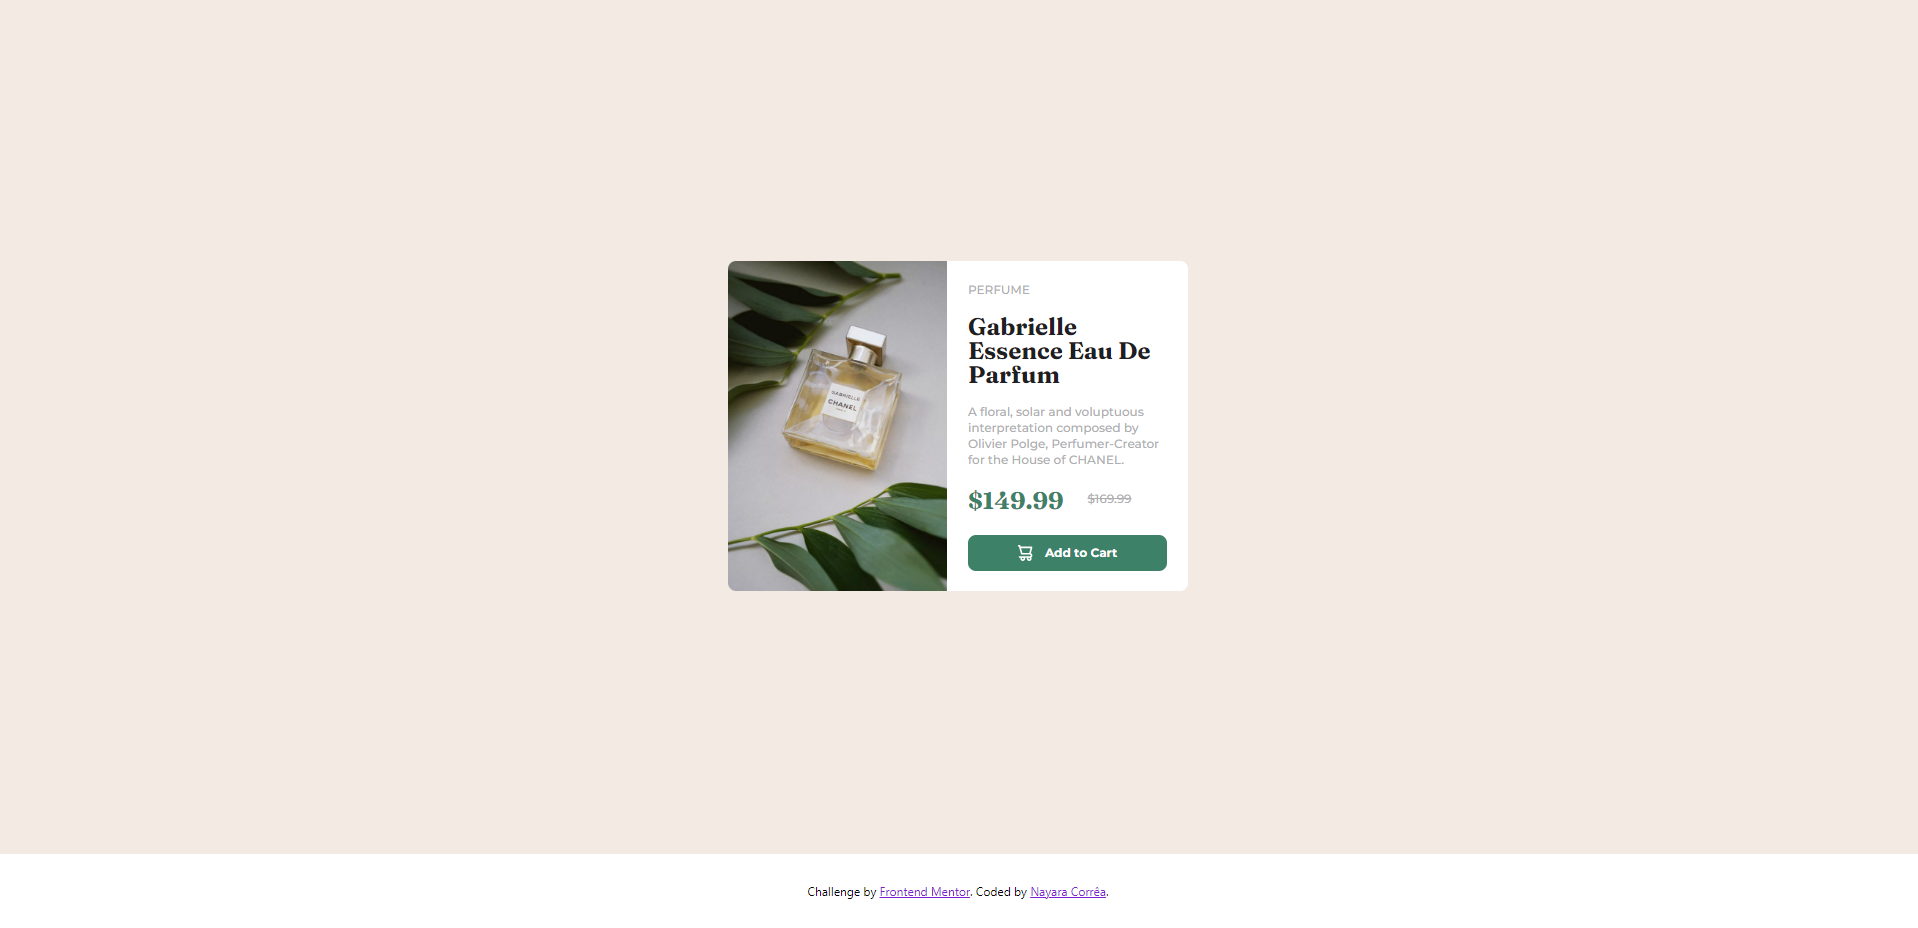 GABRIELLE
CHANEL
PERFUME
Gabrielle
Essence Eau De
Parfum
A floral, solar and voluptuous
interpretation composed by
Olivier Polge, Perfumer-Creator
for the House of CHANEL.
$149.99 $169.99
Add to Cart
Challenge by Frontend Mentor. Coded by Nayara Corrêa.